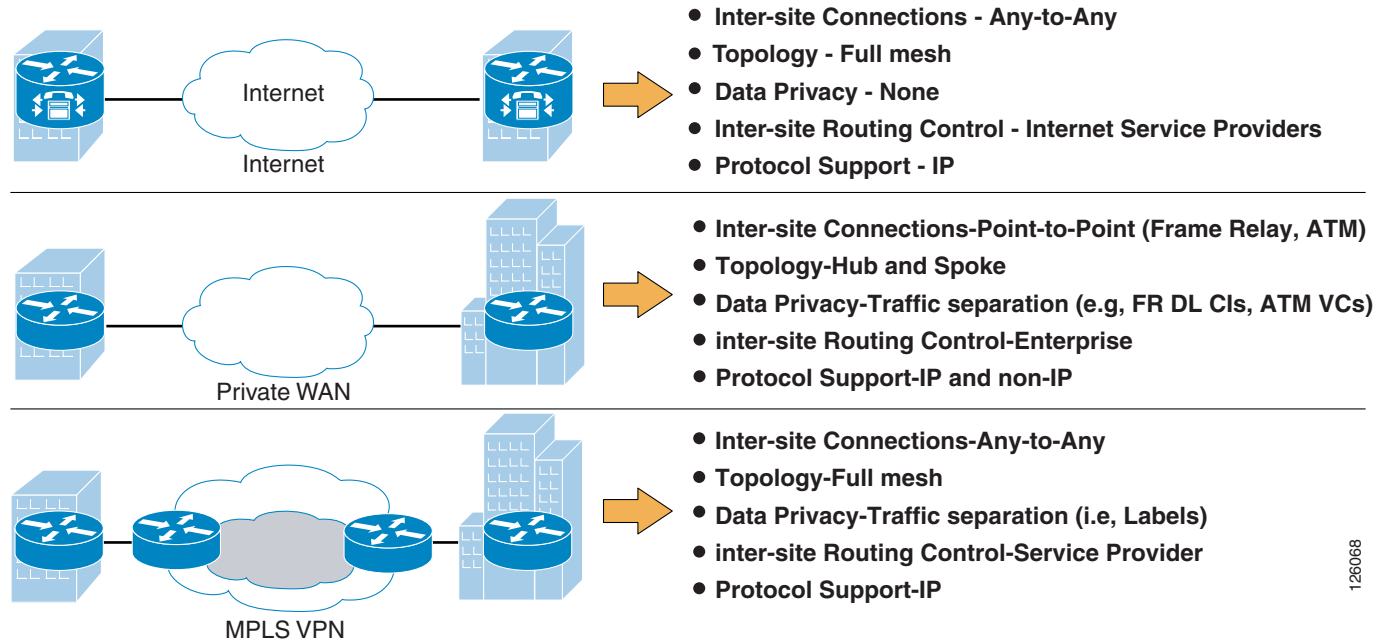 Internet
Internet
• Inter-site Connections - Any-to-Any
• Topology - Full mesh
• Data Privacy - None
• Inter-site Routing Control - Internet Service Providers
• Protocol Support - IP
Private WAN
• Inter-site Connections-Point-to-Point (Frame Relay, ATM)
• Topology-Hub and Spoke
• Data Privacy-Traffic separation (e.g, FR DL CIs, ATM VCs)
• inter-site Routing Control-Enterprise
• Protocol Support-IP and non-IP
MPLS VPN
• Inter-site Connections-Any-to-Any
• Topology-Full mesh
• Data Privacy-Traffic separation (i.e, Labels)
• inter-site Routing Control-Service Provider
• Protocol Support-IP
126068